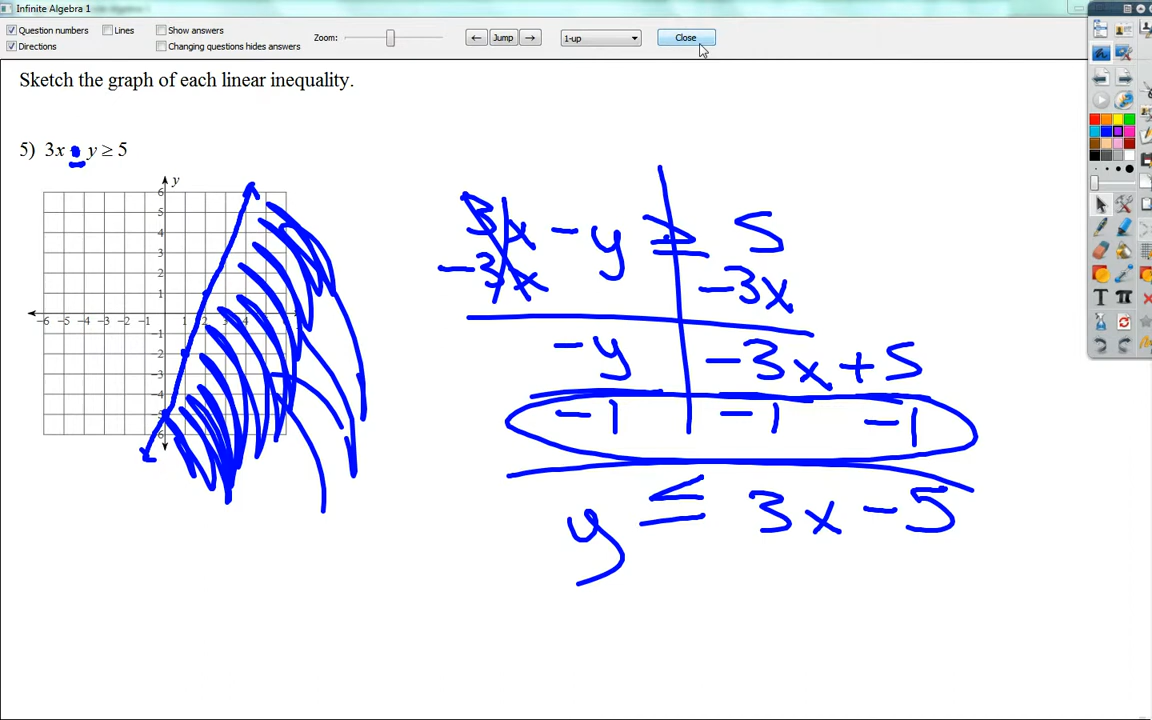 Infinite Algebra 1
Question numbers Lines Show answers
Directions Changing questions hides answers
Zoom: ← Jump → 1-up Close
Sketch the graph of each linear inequality.
5) 3x - y ≥ 5
y
6
5
4
3
2
1
−6 −5 −4 −3 −2 −1 1 2 3 4
−1
−2
−3
−4
−5
6
3x − y ≥ 5
−3x −3x
−y −3x + 5
−1 −1 −1
y ≤ 3x − 5